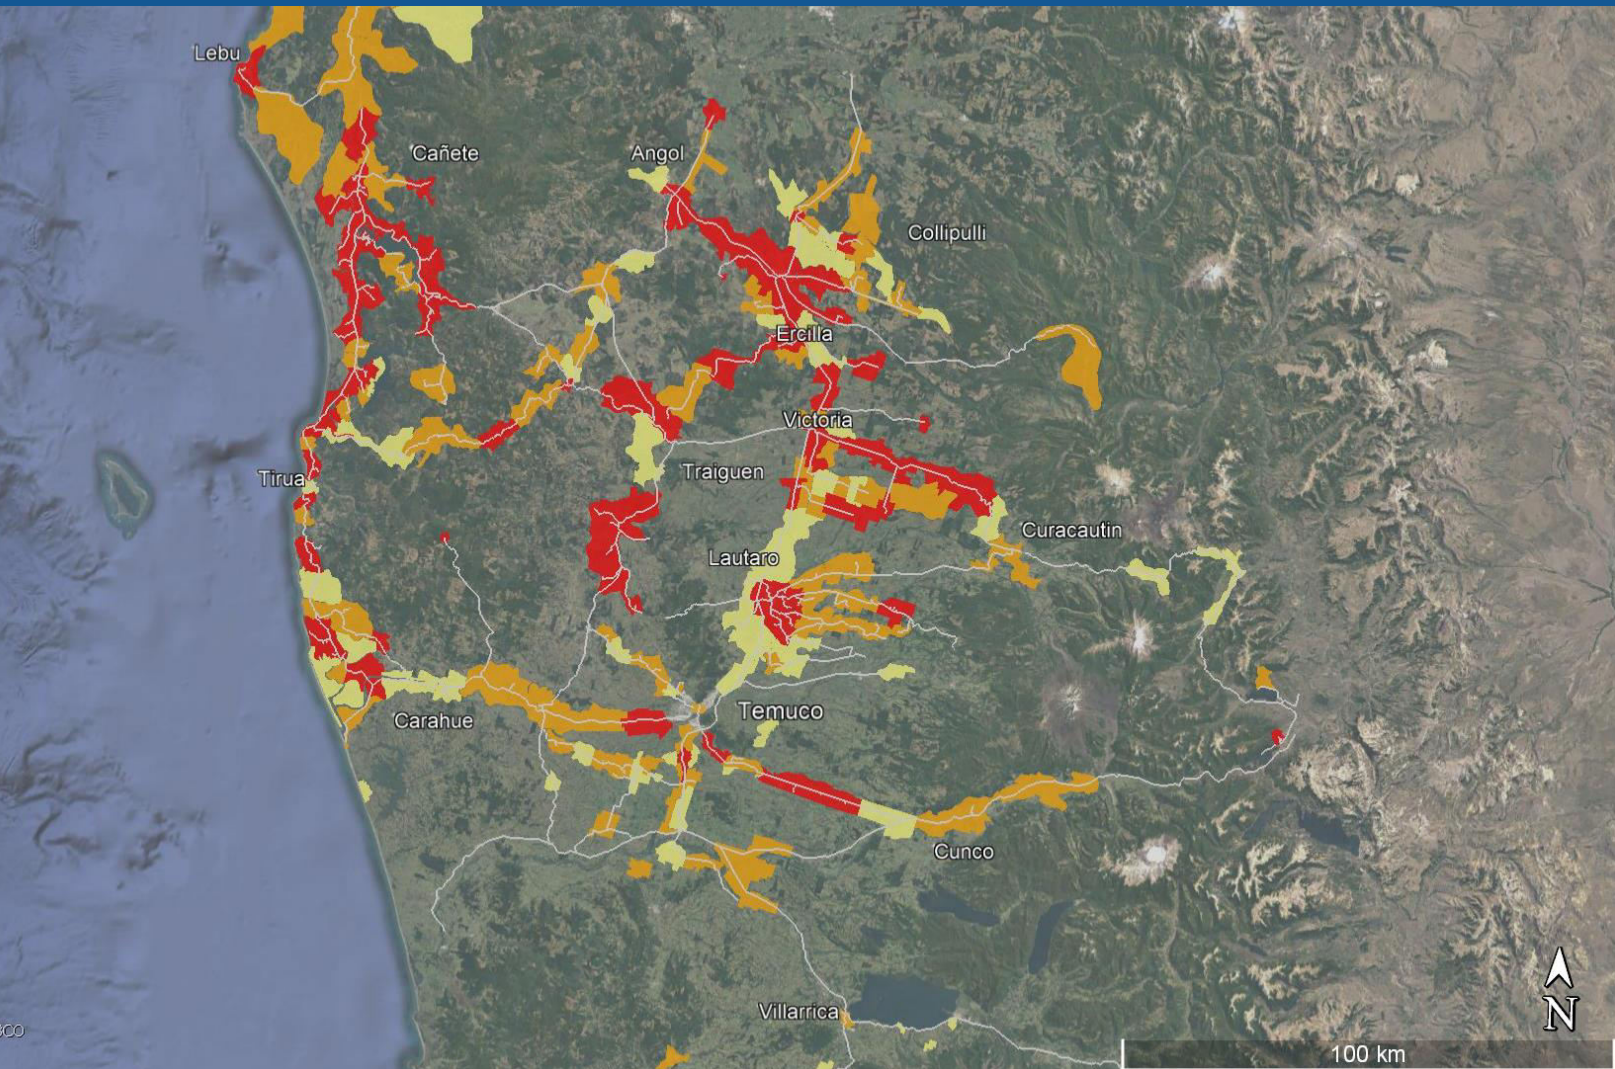 Lebu
Cañete
Angol
Collipulli
Ercilla
Victoria
Traiguen
Tirua
Curacautin
Lautaro
Temuco
Carahue
Cunco
Villarrica
N
100 km